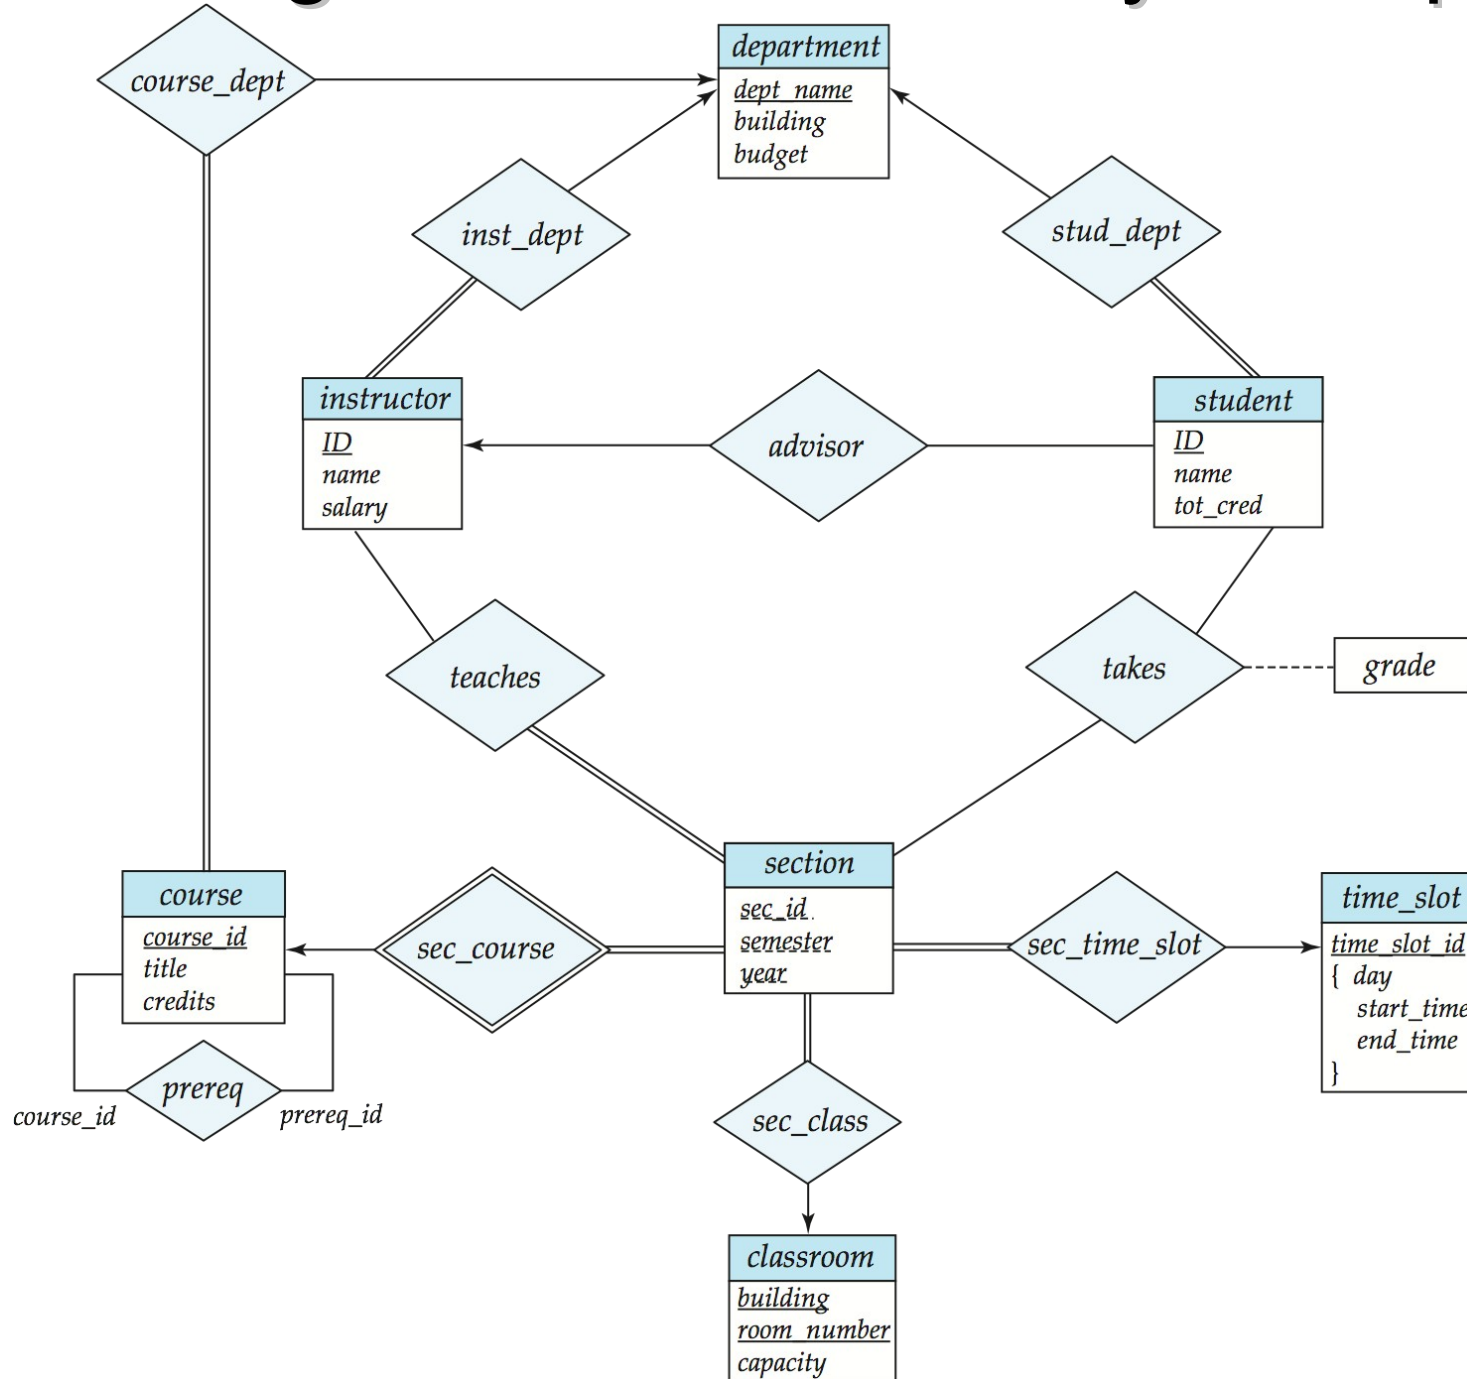 course_dept
department
dept_name
building
budget
inst_dept
stud_dept
instructor
ID
name
salary
advisor
student
ID
name
tot_cred
teaches
takes
grade
course
course_id
title
credits
sec_course
section
sec_id
semester
year
sec_time_slot
time_slot
time_slot_id
{ day
start_time
end_time
}
prereq
course_id
prereq_id
sec_class
classroom
building
room_number
capacity